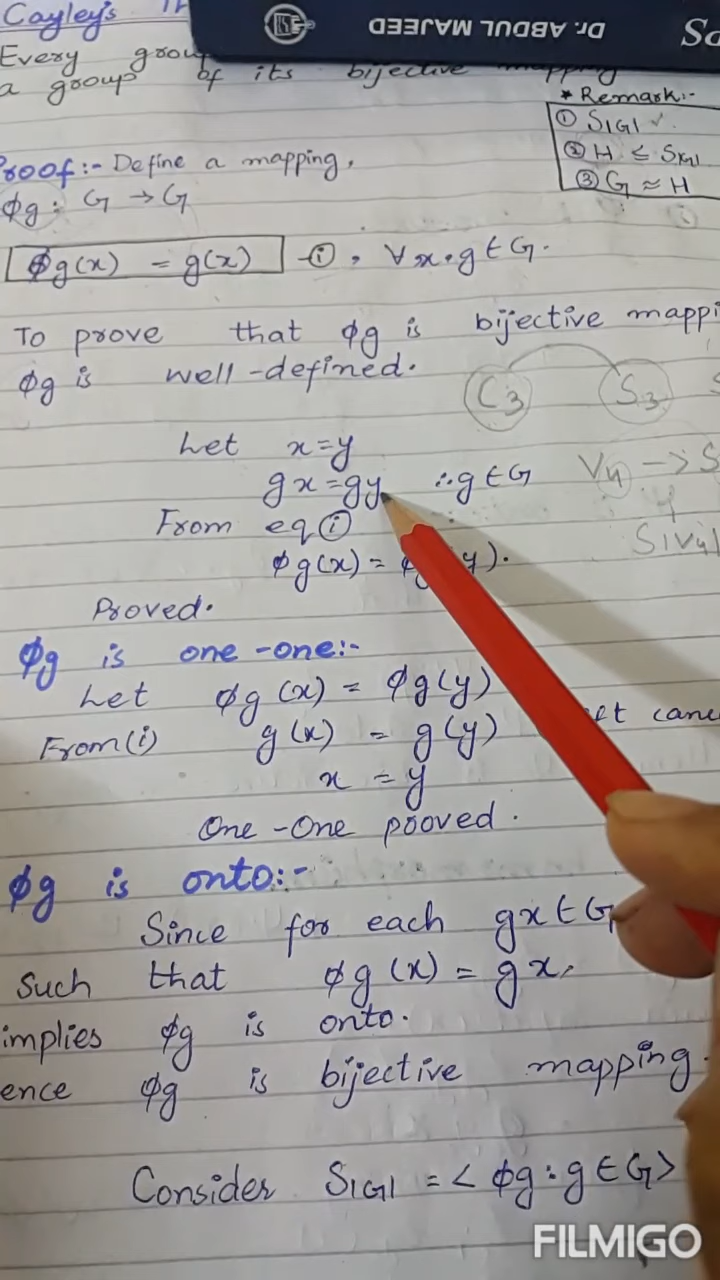 Cayley's
Dr. ABDUL MAJEED
Every group
a group of its bijective mapping
* Remark:-
① S|G| ✓
② H ≤ S|G|
③ G ≈ H
Proof:- Define a mapping,
ϕg : G → G
ϕg(x) = g(x) -ⓘ, ∀ x, g ∈ G.
To prove that ϕg is bijective mappi
ϕg is well-defined.
C3 S3
Let x=y
gx=gy ∴ g ∈ G
V4 → S
From eq ⓘ
S|V4|
ϕg(x) = ϕg(y).
Proved.
ϕg is one-one:-
Let ϕg(x) = ϕg(y)
From(i) g(x) = g(y)
x = y
One-One prooved.
ϕg is onto:-
Since for each gx ∈ G
Such that ϕg(x) = gx,
implies ϕg is onto.
ence ϕg is bijective mapping.
Consider S|G| = < ϕg : g ∈ G >
FILMIGO